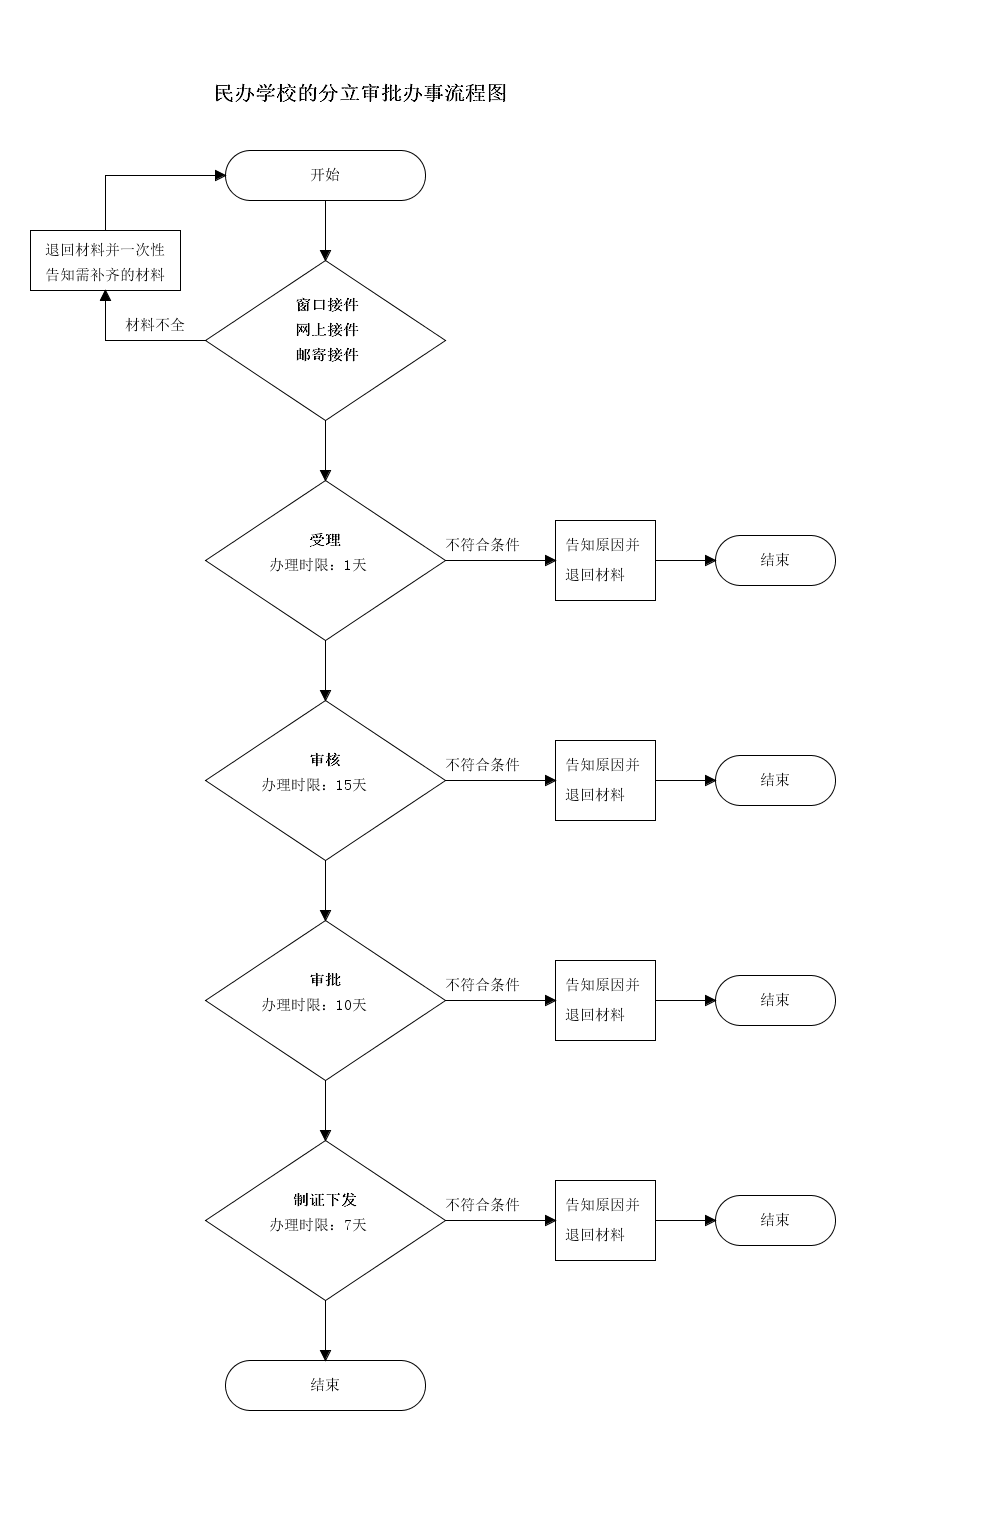 民办学校的分立审批办事流程图
开始
退回材料并一次性
告知需补齐的材料
材料不全
窗口接件
网上接件
邮寄接件
受理
办理时限：1天
不符合条件
告知原因并
退回材料
结束
审核
办理时限：15天
不符合条件
告知原因并
退回材料
结束
审批
办理时限：10天
不符合条件
告知原因并
退回材料
结束
制证下发
办理时限：7天
不符合条件
告知原因并
退回材料
结束
结束